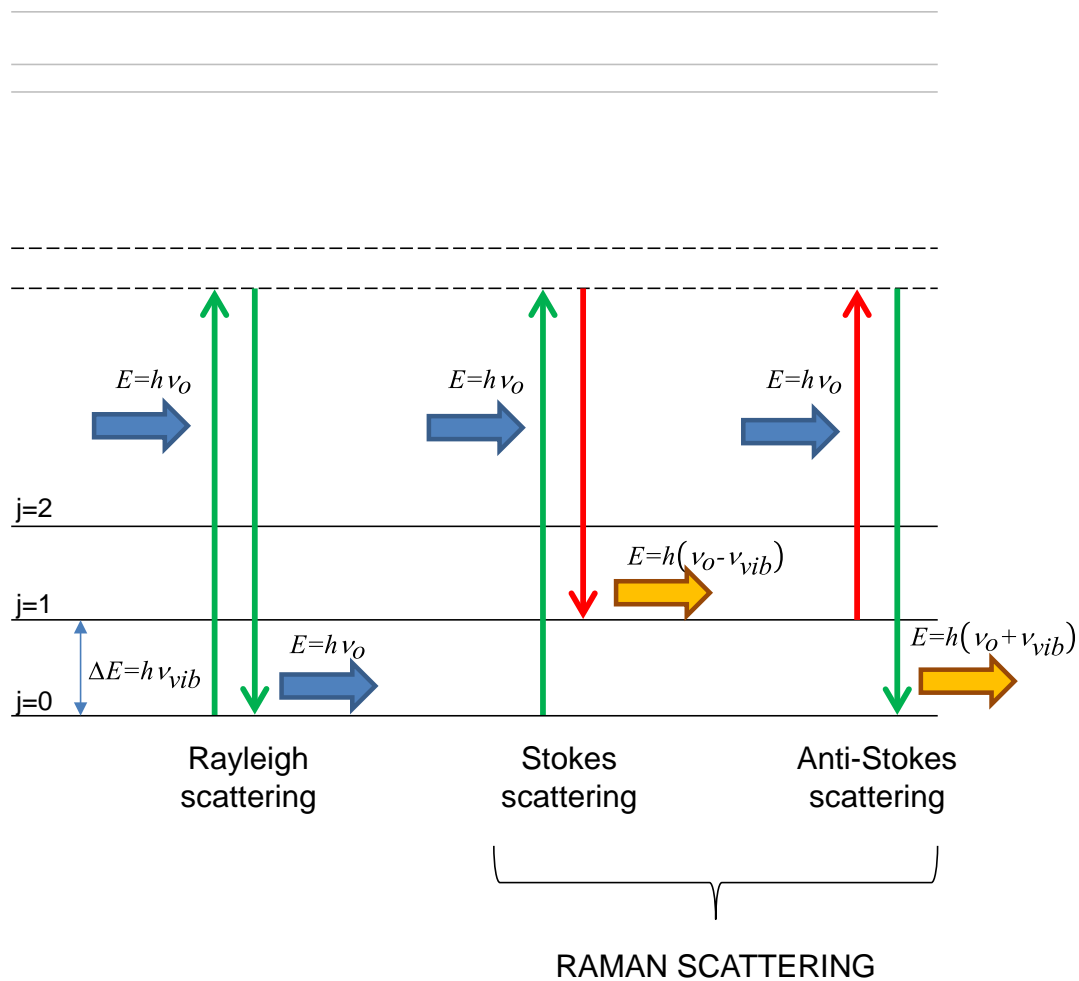 E=hνo
E=hνo
E=hνo
j=2
E=h(νo-νvib)
j=1
E=h(νo+νvib)
E=hνo
ΔE=hνvib
j=0
Rayleigh
scattering
Stokes
scattering
Anti-Stokes
scattering
RAMAN SCATTERING